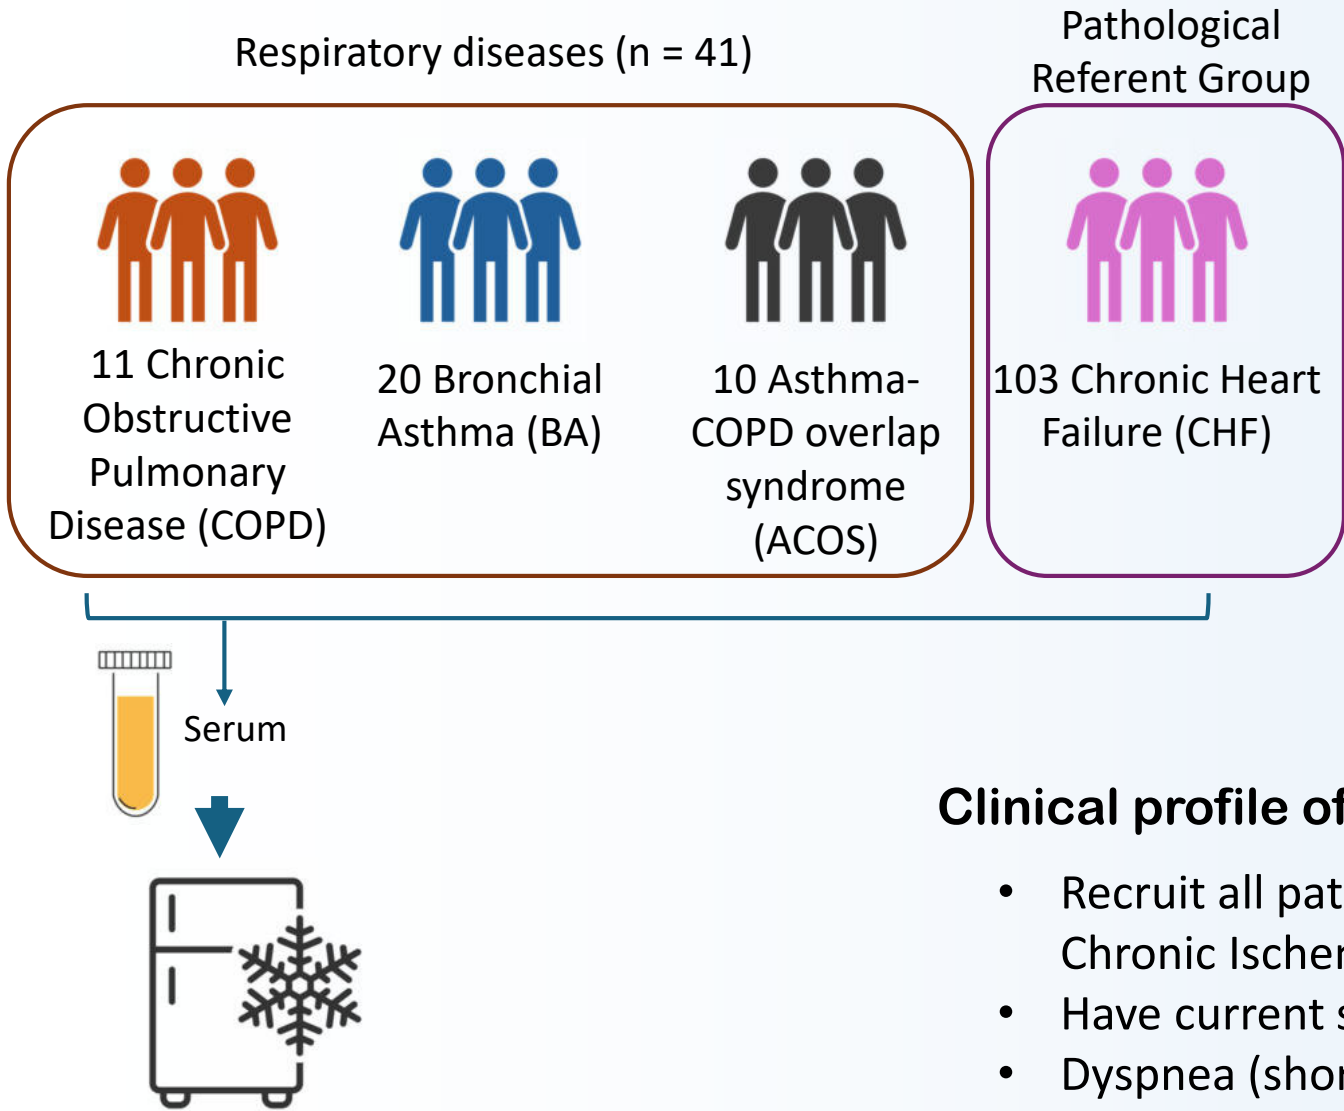 Respiratory diseases (n = 41)
Pathological
Referent Group
11 Chronic
Obstructive
Pulmonary
Disease (COPD)
20 Bronchial
Asthma (BA)
10 Asthma-
COPD overlap
syndrome
(ACOS)
103 Chronic Heart
Failure (CHF)
Serum
Clinical profile of
• Recruit all pat
Chronic Ischer
• Have current s
• Dyspnea (shor